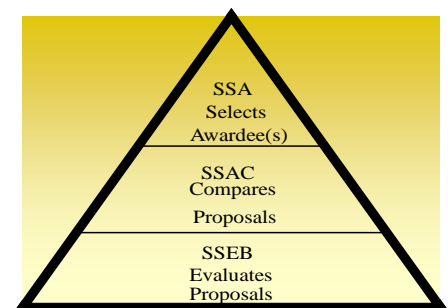 SSA
Selects
Awardee(s)
SSAC
Compares
Proposals
SSEB
Evaluates
Proposals